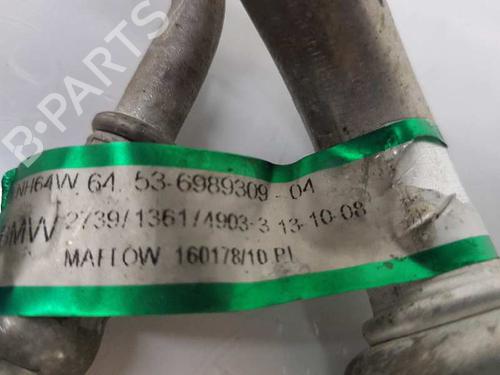 B-PARTS
NH64W 64. 53-6989309-04
BMW 2739/1361/4903-3 13-10-08
MAFLOW 160178/10 PL